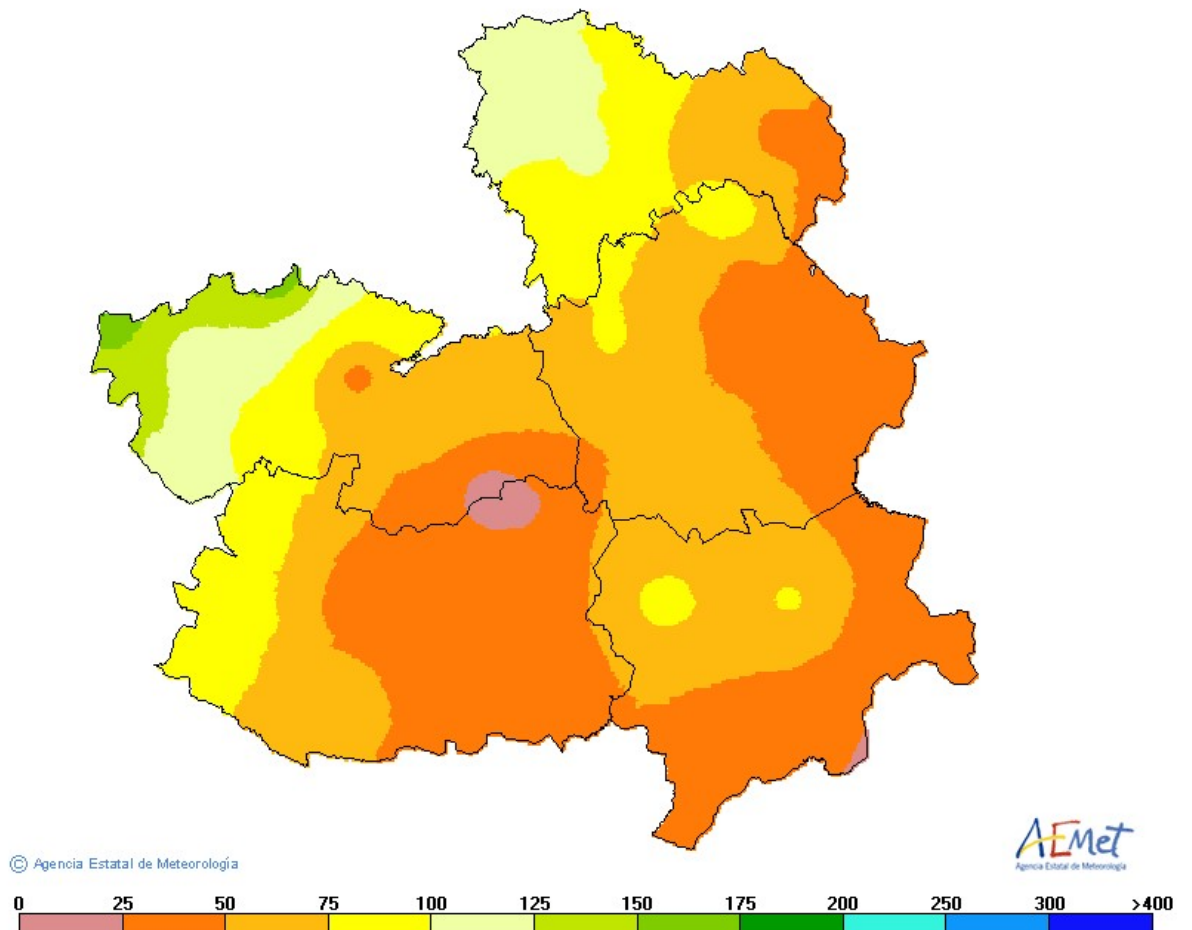 © Agencia Estatal de Meteorología
AEMet
Agencia Estatal de Meteorología
0 25 50 75 100 125 150 175 200 250 300 >400